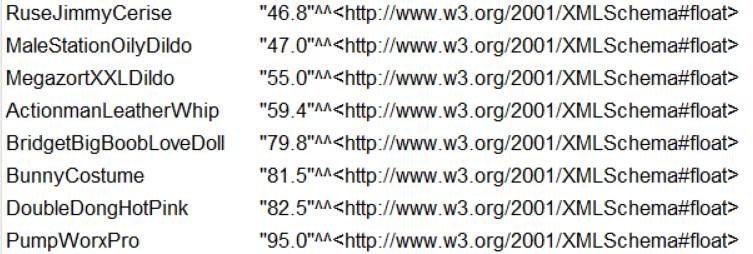 RuseJimmyCerise "46.8"^^<http://www.w3.org/2001/XMLSchema#float>
MaleStationOilyDildo "47.0"^^<http://www.w3.org/2001/XMLSchema#float>
MegazortXXLDildo "55.0"^^<http://www.w3.org/2001/XMLSchema#float>
ActionmanLeatherWhip "59.4"^^<http://www.w3.org/2001/XMLSchema#float>
BridgetBigBoobLoveDoll "79.8"^^<http://www.w3.org/2001/XMLSchema#float>
BunnyCostume "81.5"^^<http://www.w3.org/2001/XMLSchema#float>
DoubleDongHotPink "82.5"^^<http://www.w3.org/2001/XMLSchema#float>
PumpWorxPro "95.0"^^<http://www.w3.org/2001/XMLSchema#float>